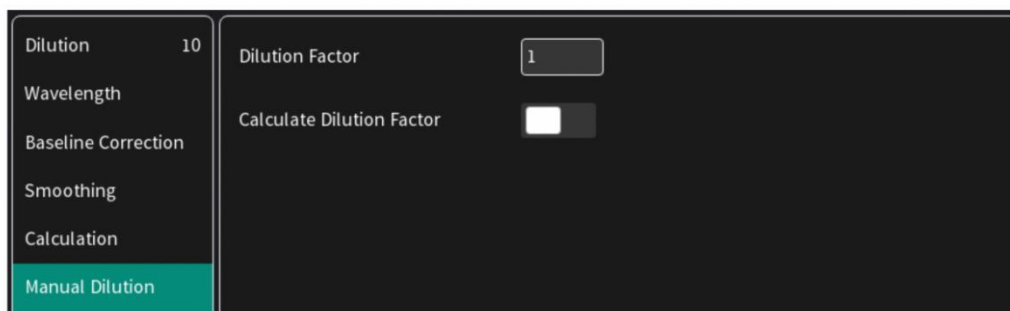 Dilution 10
Wavelength
Baseline Correction
Smoothing
Calculation
Manual Dilution
Dilution Factor 1
Calculate Dilution Factor